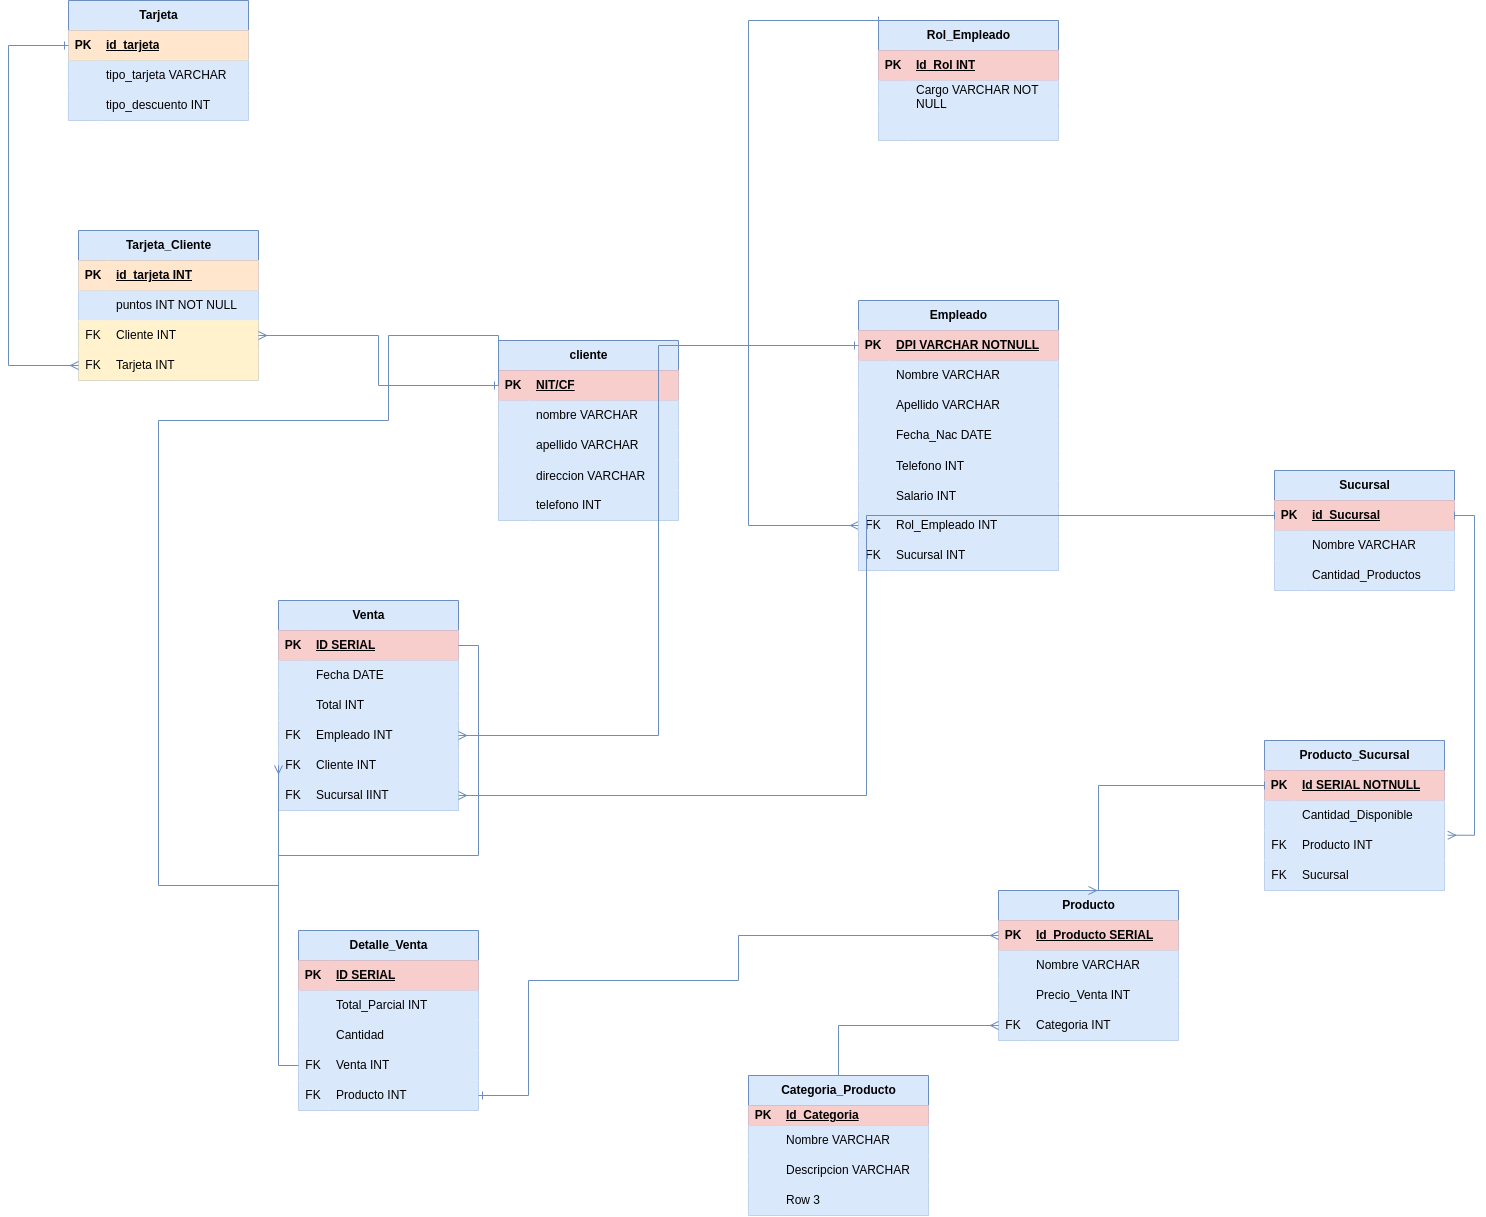 Tarjeta
PK id_tarjeta
tipo_tarjeta VARCHAR
tipo_descuento INT
Rol_Empleado
PK Id_Rol INT
Cargo VARCHAR NOT
NULL
Tarjeta_Cliente
PK id_tarjeta INT
puntos INT NOT NULL
FK Cliente INT
FK Tarjeta INT
cliente
PK NIT/CF
nombre VARCHAR
apellido VARCHAR
direccion VARCHAR
telefono INT
Empleado
PK DPI VARCHAR NOTNULL
Nombre VARCHAR
Apellido VARCHAR
Fecha_Nac DATE
Telefono INT
Salario INT
FK Rol_Empleado INT
FK Sucursal INT
Sucursal
PK id_Sucursal
Nombre VARCHAR
Cantidad_Productos
Venta
PK ID SERIAL
Fecha DATE
Total INT
FK Empleado INT
FK Cliente INT
FK Sucursal IINT
Producto_Sucursal
PK Id SERIAL NOTNULL
Cantidad_Disponible
FK Producto INT
FK Sucursal
Detalle_Venta
PK ID SERIAL
Total_Parcial INT
Cantidad
FK Venta INT
FK Producto INT
Producto
PK Id_Producto SERIAL
Nombre VARCHAR
Precio_Venta INT
FK Categoria INT
Categoria_Producto
PK Id_Categoria
Nombre VARCHAR
Descripcion VARCHAR
Row 3